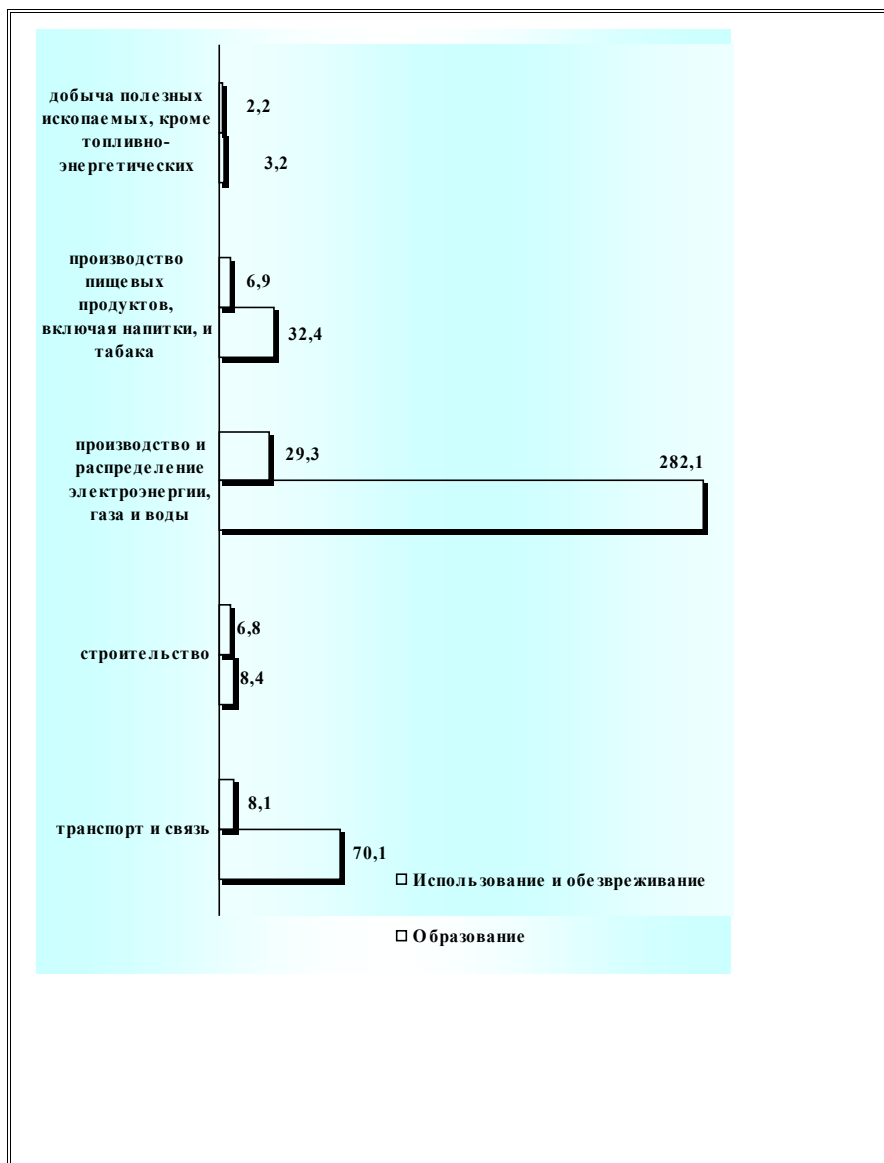 добыча полезных
ископаемых, кроме
топливно-
энергетических
2,2
3,2
производство
пищевых
продуктов,
включая напитки, и
табака
6,9
32,4
производство и
распределение
электроэнергии,
газа и воды
29,3
282,1
строительство
6,8
8,4
транспорт и связь
8,1
70,1
Использование и обезвреживание
Образование